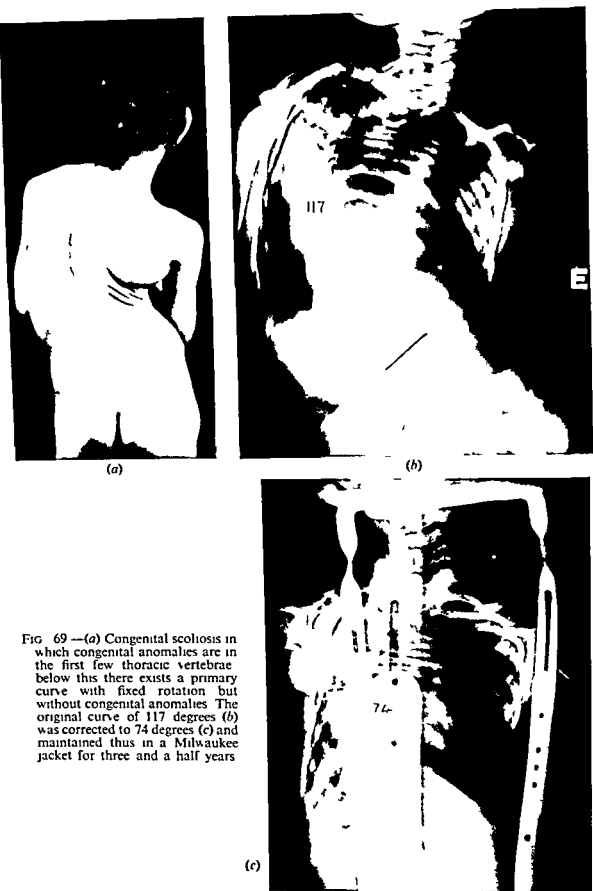 117
E
(a)
(b)
FIG 69 —(a) Congenital scoliosis in
which congenital anomalies are in
the first few thoracic vertebrae
below this there exists a primary
curve with fixed rotation but
without congenital anomalies The
original curve of 117 degrees (b)
was corrected to 74 degrees (c) and
maintained thus in a Milwaukee
jacket for three and a half years
74
(c)